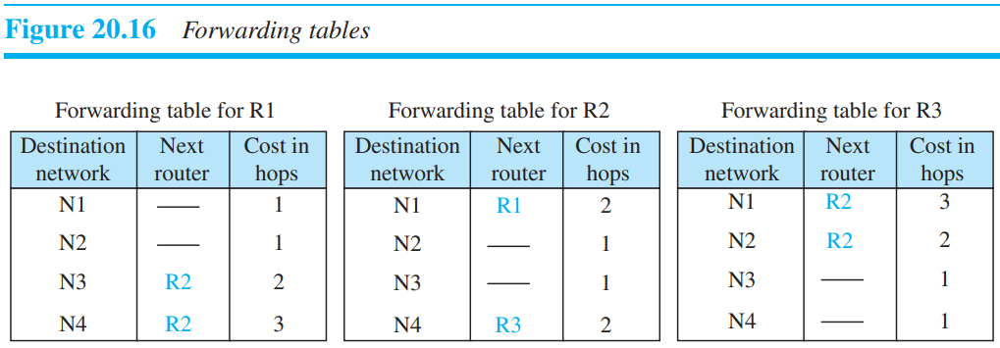 Figure 20.16 Forwarding tables
Forwarding table for R1 Forwarding table for R2 Forwarding table for R3
Destination network Next router Cost in hops
N1 —— 1
N2 —— 1
N3 R2 2
N4 R2 3
Destination network Next router Cost in hops
N1 R1 2
N2 —— 1
N3 —— 1
N4 R3 2
Destination network Next router Cost in hops
N1 R2 3
N2 R2 2
N3 —— 1
N4 —— 1